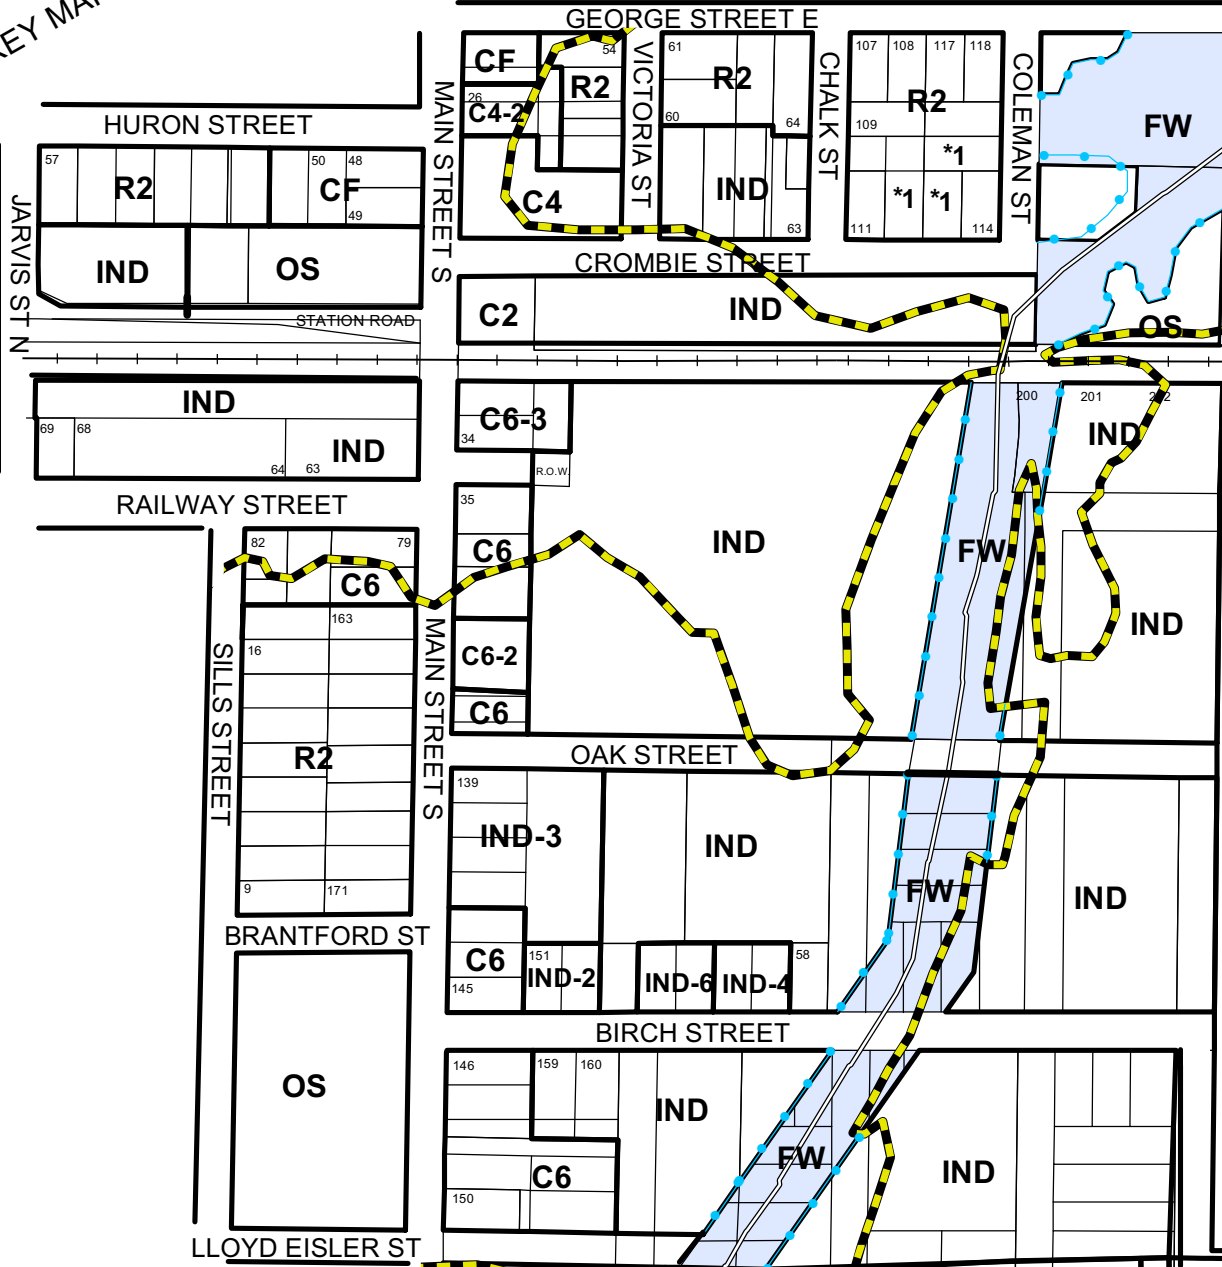 KEY MA
GEORGE STREET E
HURON STREET
MAIN STREET S
VICTORIA ST
CHALK ST
COLEMAN ST
JARVIS ST N
CF
26
C4-2
R2
54
C4
61
R2
60
64
IND
63
107
108
117
118
R2
109
*1
*1
*1
111
114
FW
57
R2
50
48
CF
49
IND
OS
STATION ROAD
CROMBIE STREET
C2
IND
OS
IND
69
68
64
63
IND
RAILWAY STREET
C6-3
34
R.O.W.
35
C6
C6-2
C6
IND
FW
200
201
202
IND
IND
82
79
C6
163
16
R2
9
171
SILLS STREET
MAIN STREET S
OAK STREET
139
IND-3
IND
FW
IND
C6
145
151
IND-2
IND-6
IND-4
58
BRANTFORD ST
BIRCH STREET
OS
146
159
160
IND
C6
150
FW
IND
LLOYD EISLER ST